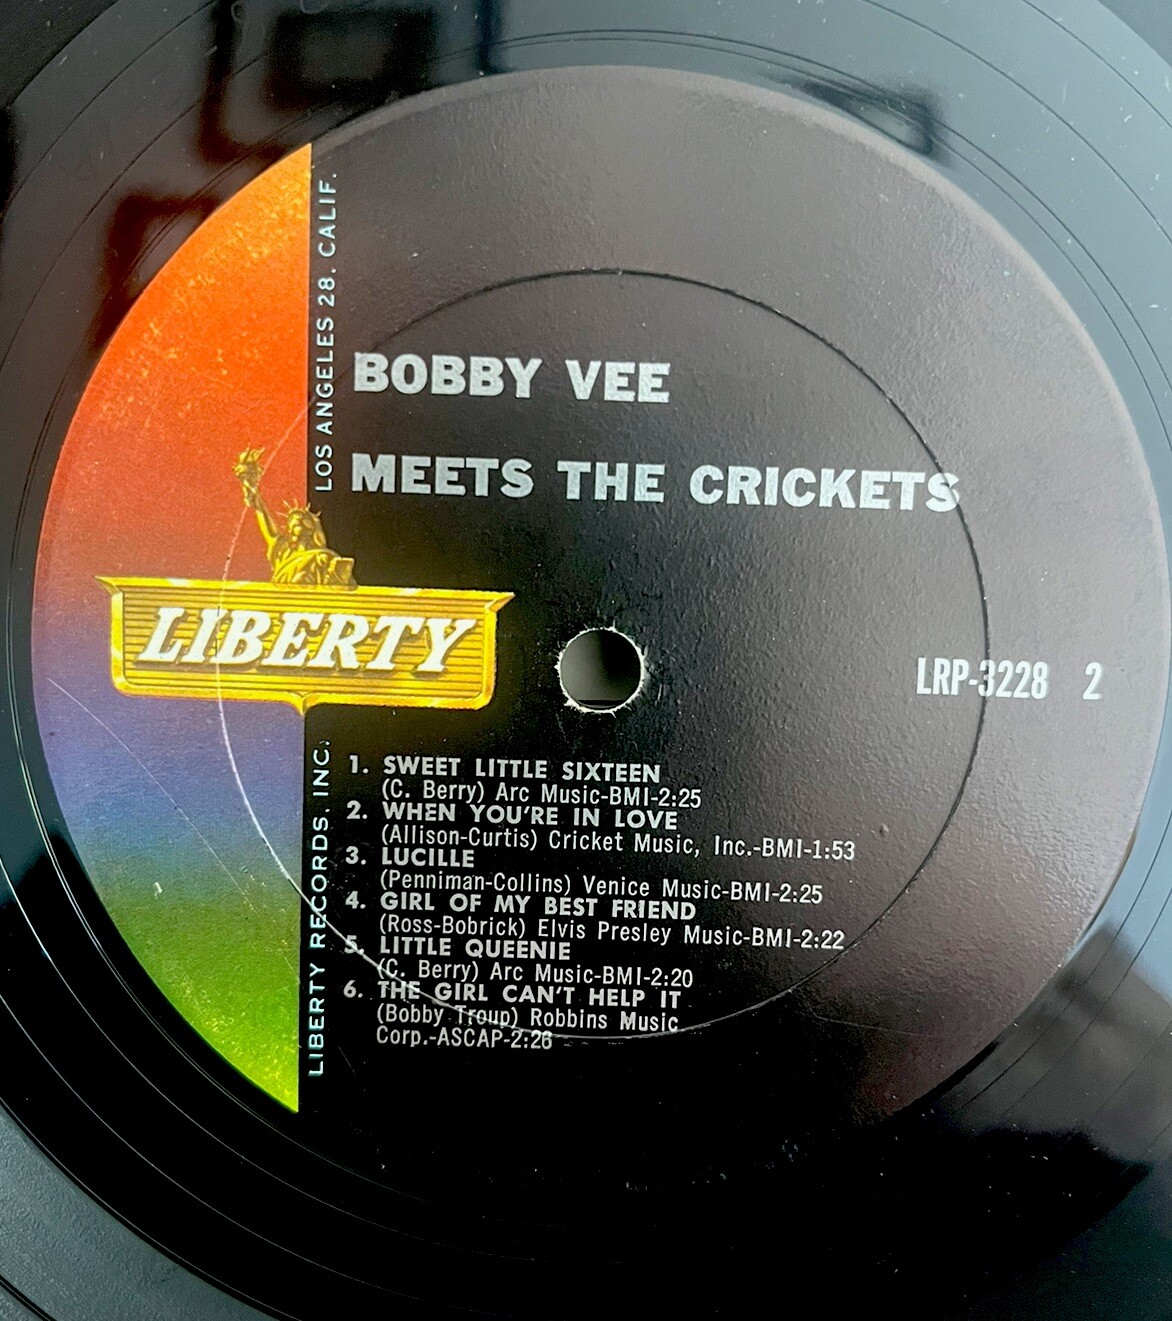 LOS ANGELES 28, CALIF.
BOBBY VEE
MEETS THE CRICKETS
LIBERTY
LRP-3228 2
LIBERTY RECORDS, INC.
1. SWEET LITTLE SIXTEEN
(C. Berry) Arc Music-BMI-2:25
2. WHEN YOU'RE IN LOVE
(Allison-Curtis) Cricket Music, Inc.-BMI-1:53
3. LUCILLE
(Penniman-Collins) Venice Music-BMI-2:25
4. GIRL OF MY BEST FRIEND
(Ross-Bobrick) Elvis Presley Music-BMI-2:22
5. LITTLE QUEENIE
(C. Berry) Arc Music-BMI-2:20
6. THE GIRL CAN'T HELP IT
(Bobby Troup) Robbins Music
Corp.-ASCAP-2:26